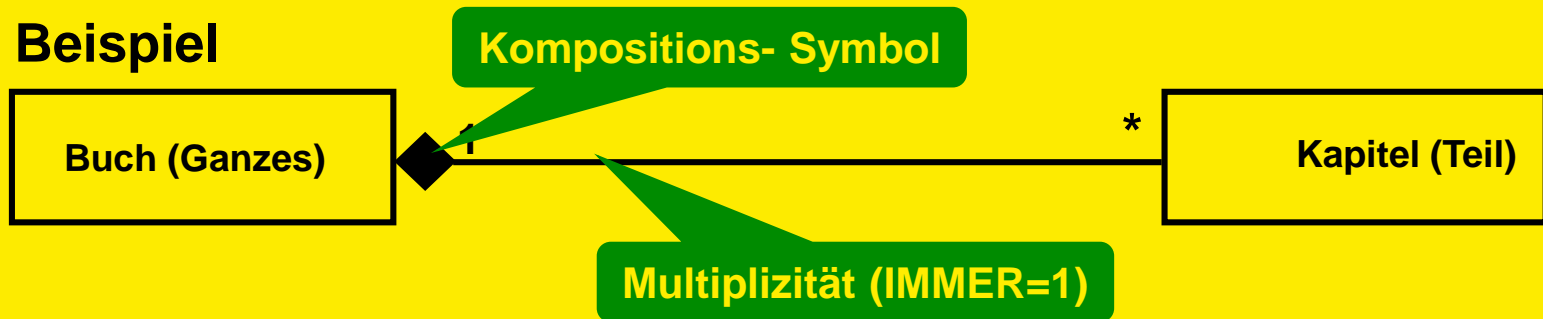 Beispiel
Kompositions- Symbol
Buch (Ganzes)
1
*
Kapitel (Teil)
Multiplizität (IMMER=1)